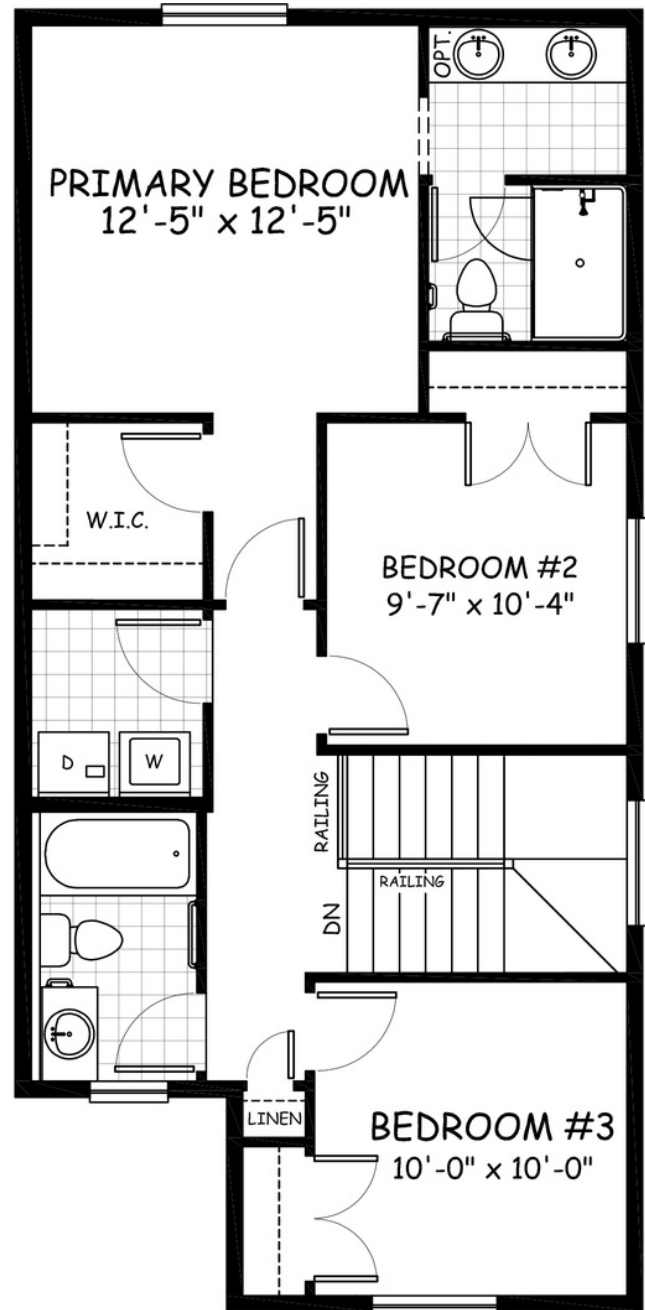 OPT.
PRIMARY BEDROOM
12'-5" x 12'-5"
W.I.C.
BEDROOM #2
9'-7" x 10'-4"
D
W
RAILING
RAILING
DN
LINEN
BEDROOM #3
10'-0" x 10'-0"